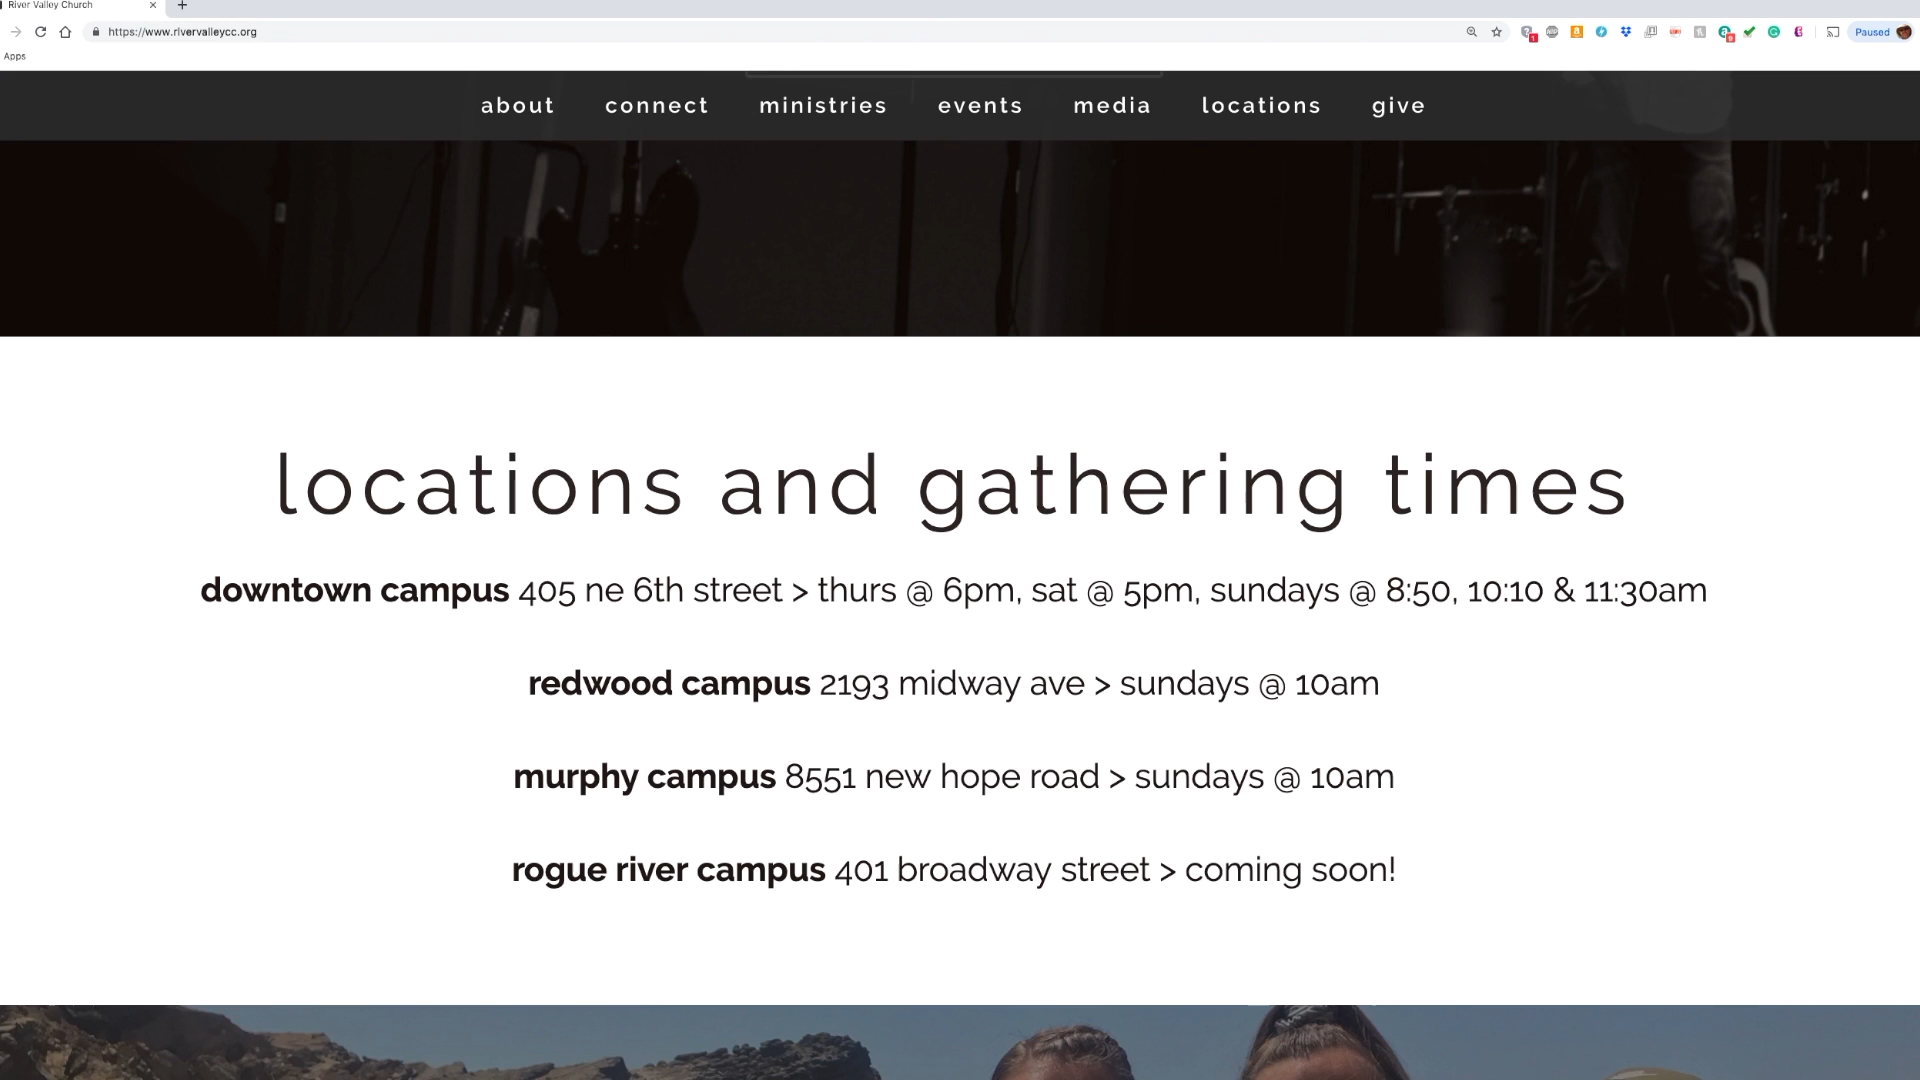 River Valley Church
https://www.rivervalleycc.org
Paused
Apps
about connect ministries events media locations give
locations and gathering times
downtown campus 405 ne 6th street > thurs @ 6pm, sat @ 5pm, sundays @ 8:50, 10:10 & 11:30am
redwood campus 2193 midway ave > sundays @ 10am
murphy campus 8551 new hope road > sundays @ 10am
rogue river campus 401 broadway street > coming soon!